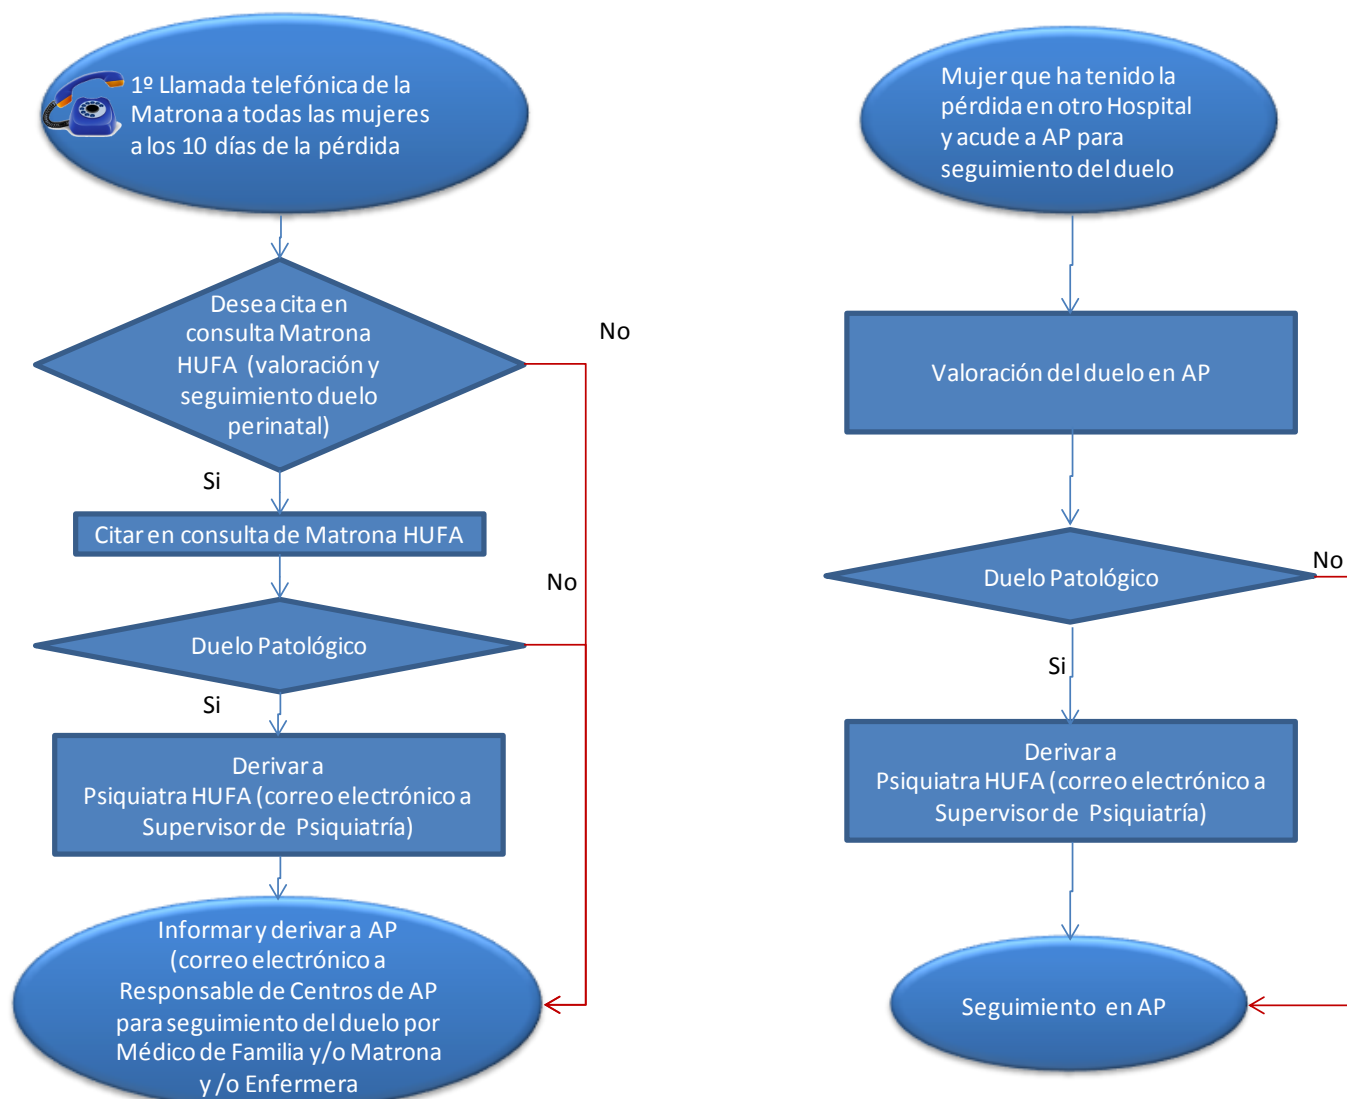 1º Llamada telefónica de la
Matrona a todas las mujeres
a los 10 días de la pérdida
Desea cita en
consulta Matrona
HUFA (valoración y
seguimiento duelo
perinatal)
No
Si
Citar en consulta de Matrona HUFA
No
Duelo Patológico
Si
Derivar a
Psiquiatra HUFA (correo electrónico a
Supervisor de Psiquiatría)
Informar y derivar a AP
(correo electrónico a
Responsable de Centros de AP
para seguimiento del duelo por
Médico de Familia y/o Matrona
y /o Enfermera
Mujer que ha tenido la
pérdida en otro Hospital
y acude a AP para
seguimiento del duelo
Valoración del duelo en AP
Duelo Patológico
No
Si
Derivar a
Psiquiatra HUFA (correo electrónico a
Supervisor de Psiquiatría)
Seguimiento en AP